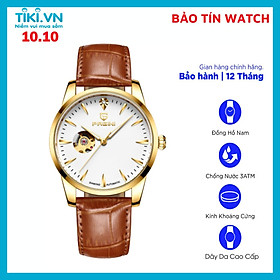 TIKI.VN
Niềm vui mua sắm
10.10
BẢO TÍN WATCH
Gian hàng chính hãng.
Bảo hành | 12 Tháng
Đồng Hồ Nam
Chống Nước 3ATM
Kính Khoáng Cứng
Dây Da Cao Cấp